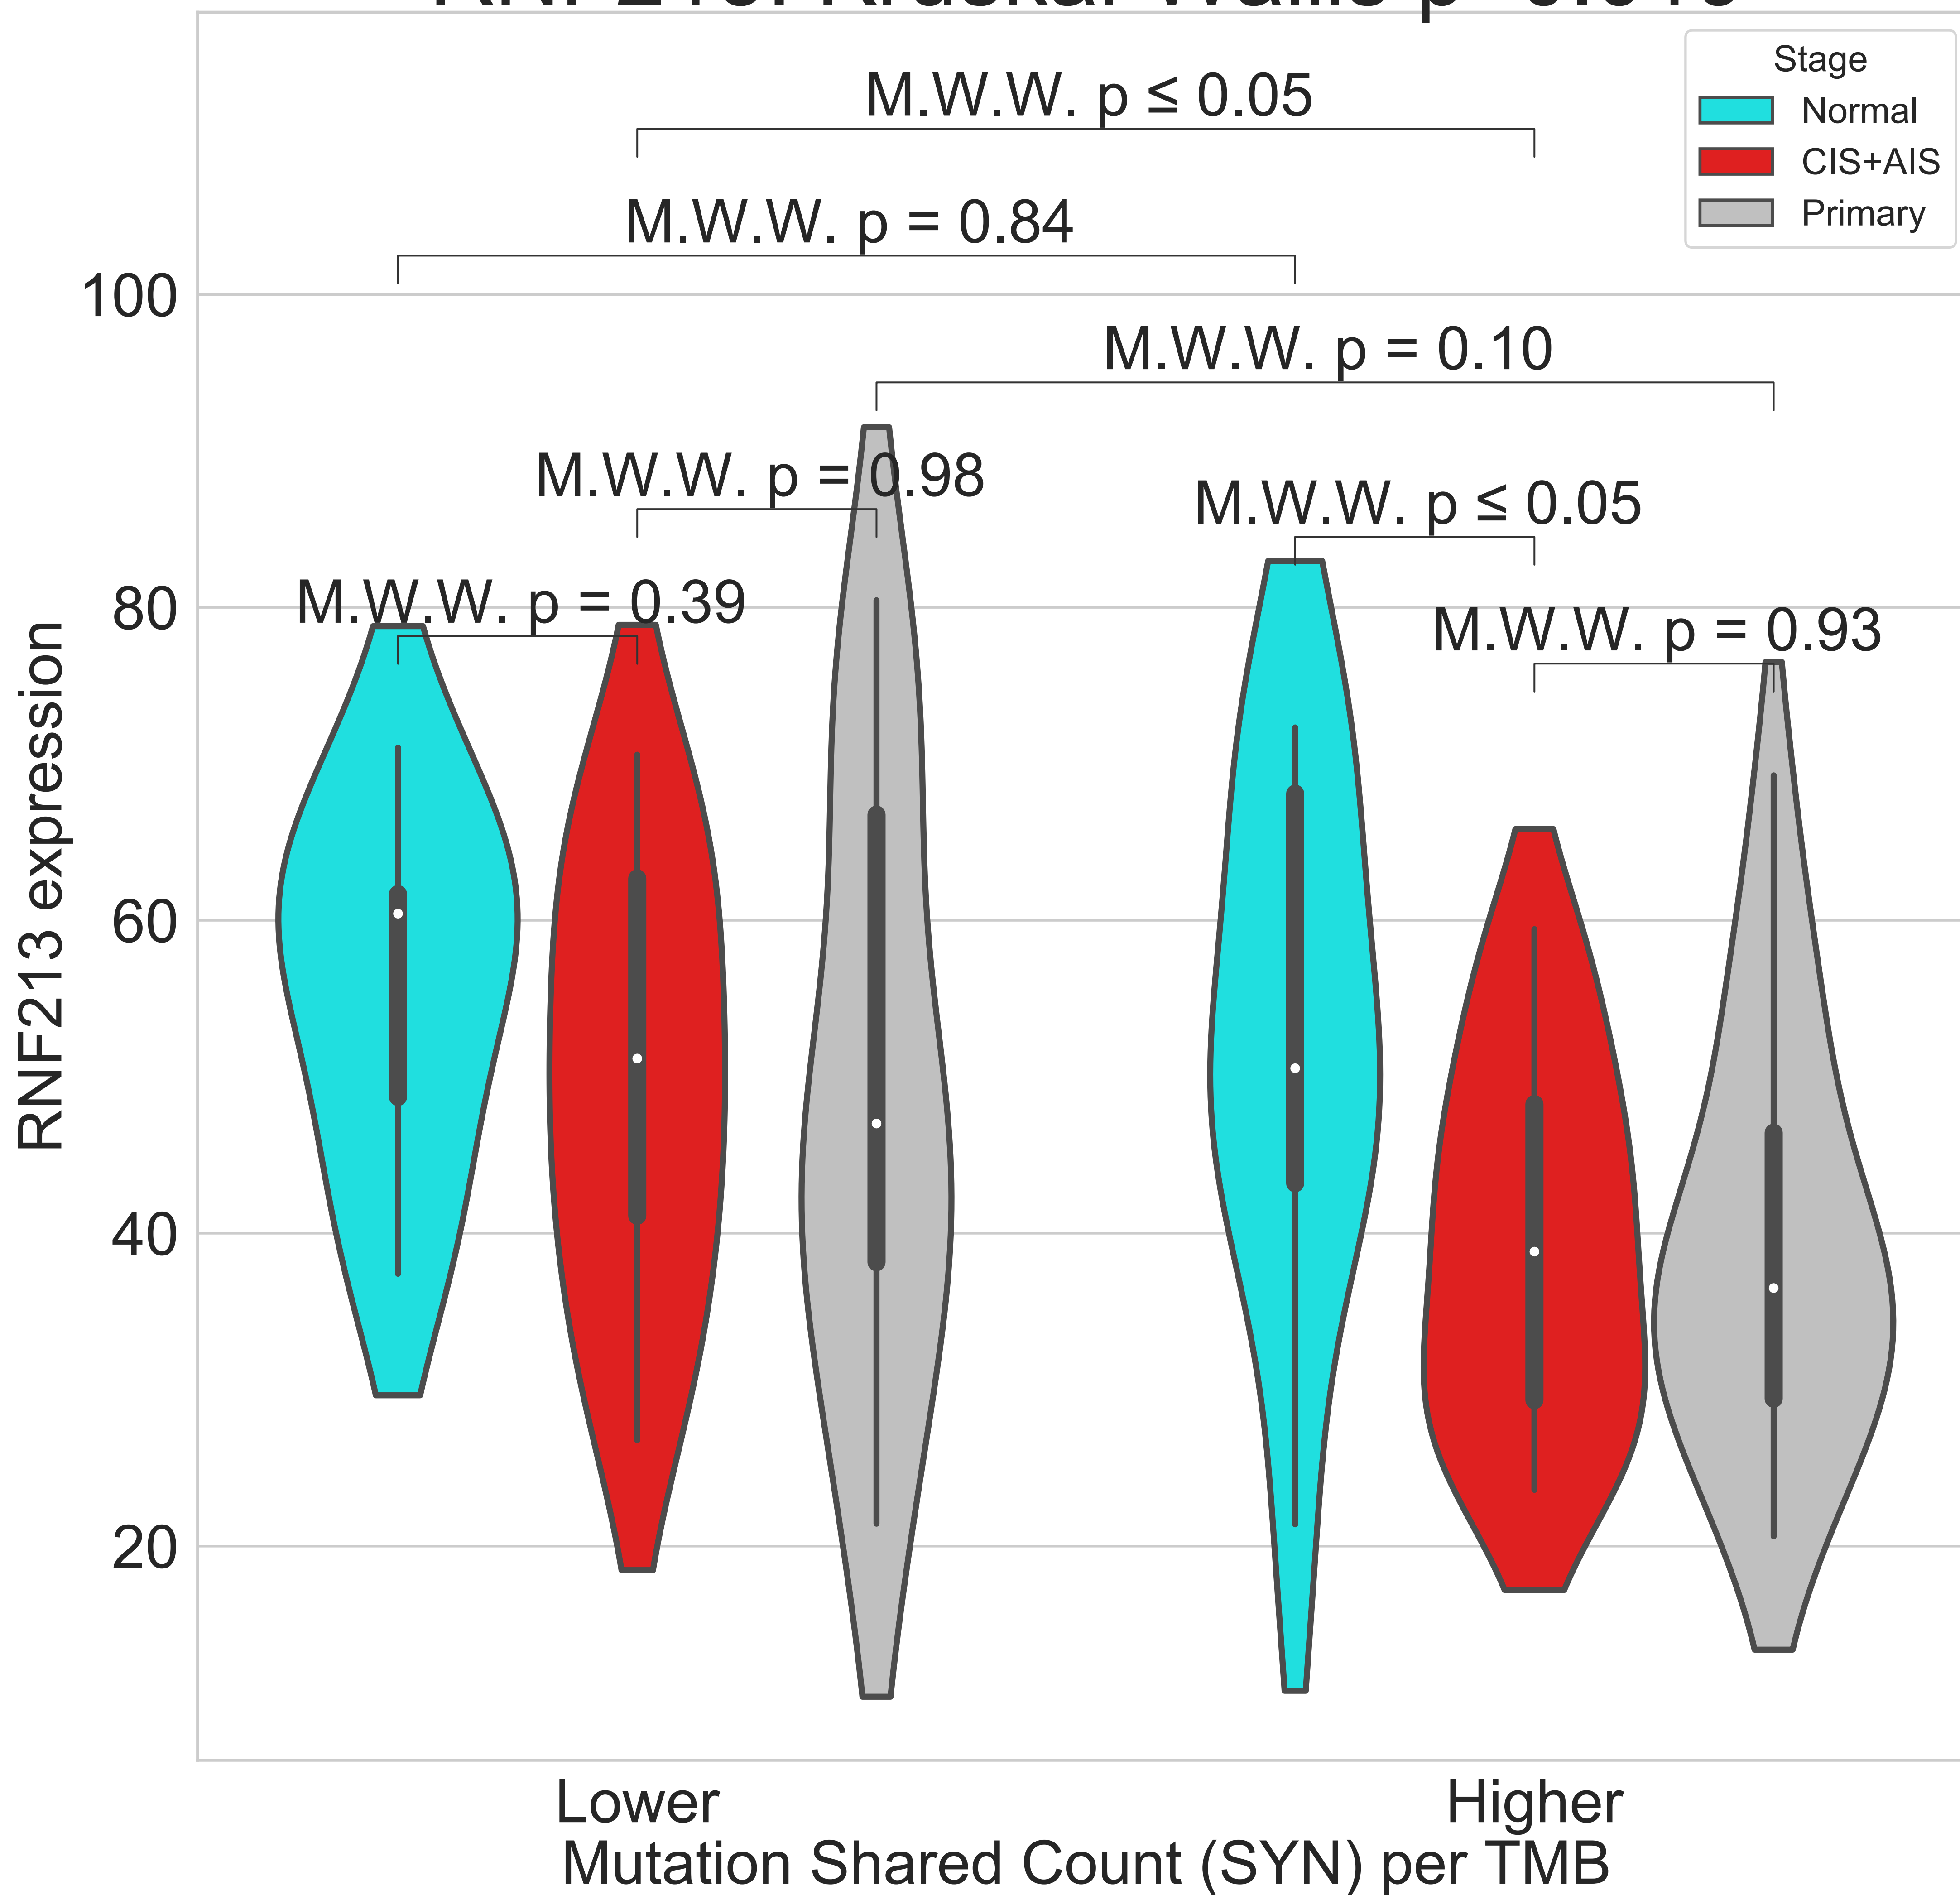 M.W.W. p ≤ 0.05
Stage
Normal
CIS+AIS
Primary
M.W.W. p = 0.84
100
M.W.W. p = 0.10
M.W.W. p = 0.98
M.W.W. p ≤ 0.05
80
M.W.W. p = 0.39
M.W.W. p = 0.93
RNF213 expression
60
40
20
Lower
Higher
Mutation Shared Count (SYN) per TMB